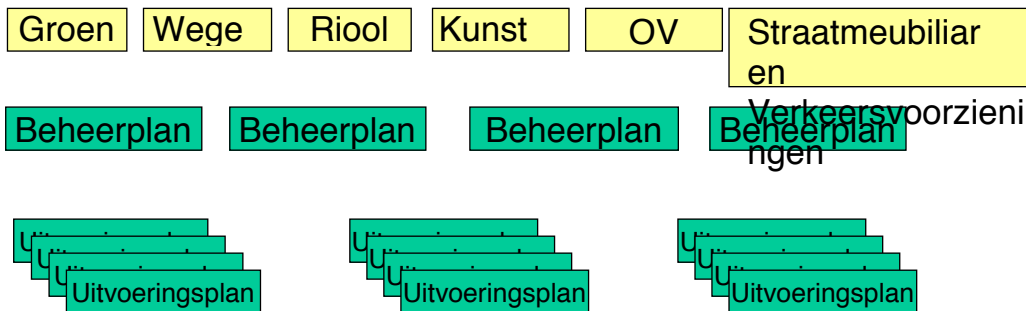 Groen Wege Riool Kunst OV Straatmeubiliar
en
Verkeersvoorzieni
ngen
Beheerplan Beheerplan Beheerplan Beheerplan
Uitvoeringsplan Uitvoeringsplan Uitvoeringsplan